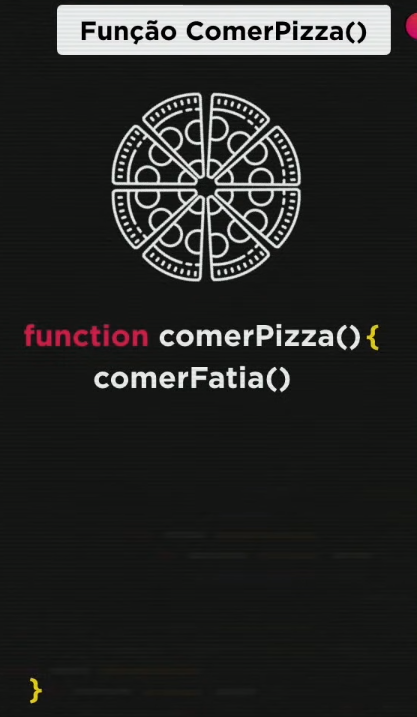 Função ComerPizza()
function comerPizza(){
comerFatia()
}